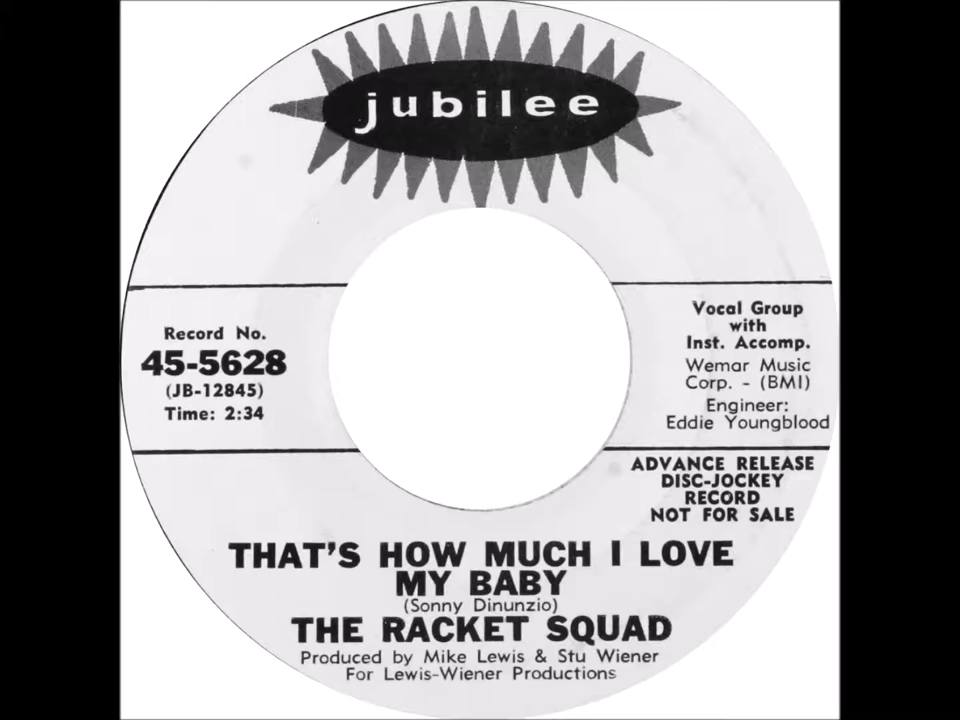 jubilee
Record No.
45-5628
(JB-12845)
Time: 2:34
Vocal Group
with
Inst. Accomp.
Wemar Music
Corp. - (BMI)
Engineer:
Eddie Youngblood
ADVANCE RELEASE
DISC-JOCKEY
RECORD
NOT FOR SALE
THAT'S HOW MUCH I LOVE
MY BABY
(Sonny Dinunzio)
THE RACKET SQUAD
Produced by Mike Lewis & Stu Wiener
For Lewis-Wiener Productions